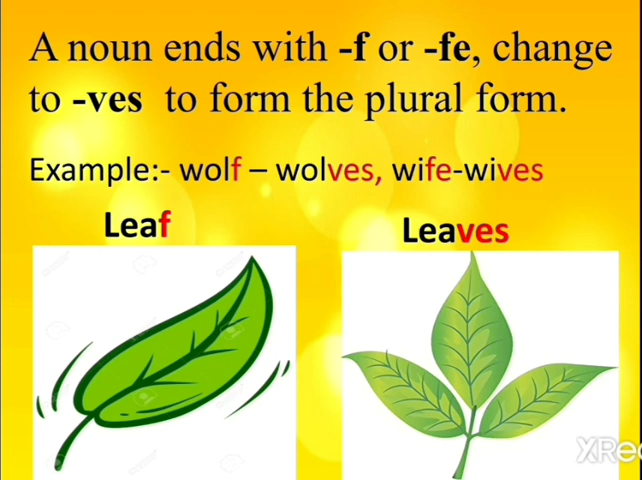 A noun ends with -f or -fe, change
to -ves to form the plural form.
Example:- wolf – wolves, wife-wives
Leaf
Leaves
XRec